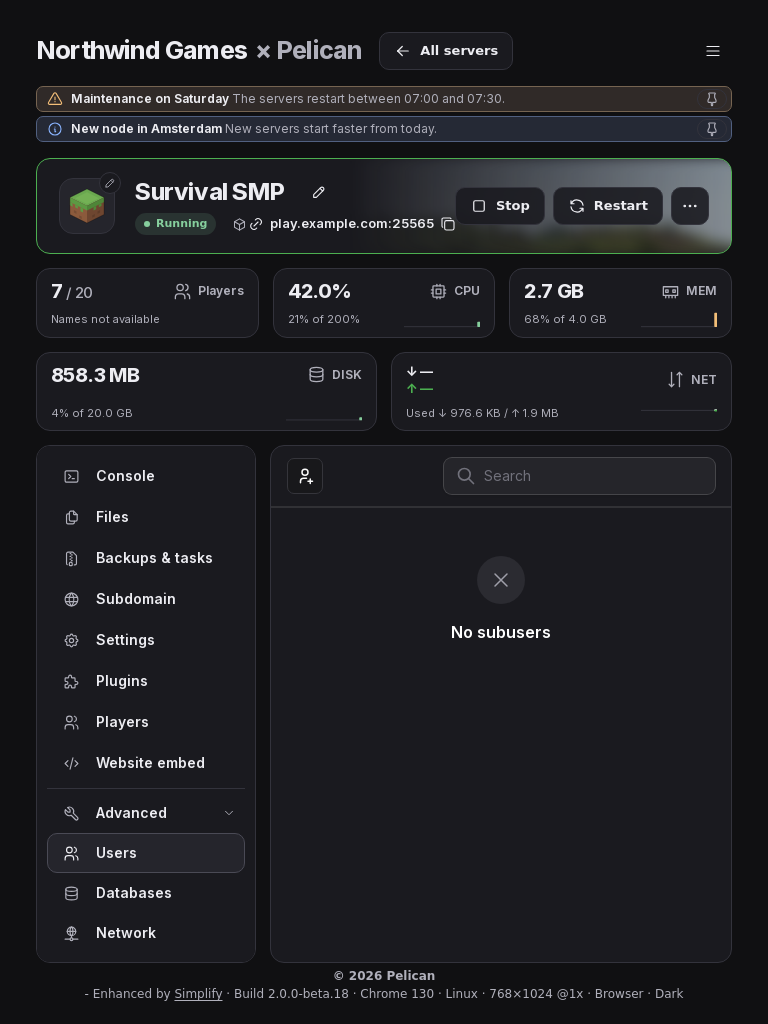 Northwind Games × Pelican
All servers
Maintenance on Saturday The servers restart between 07:00 and 07:30.
New node in Amsterdam New servers start faster from today.
Survival SMP
Stop
Restart
Running
play.example.com:25565
7 / 20
Players
Names not available
42.0%
CPU
21% of 200%
2.7 GB
MEM
68% of 4.0 GB
858.3 MB
DISK
4% of 20.0 GB
↓ —
↑ —
NET
Used ↓ 976.6 KB / ↑ 1.9 MB
Console
Files
Backups & tasks
Subdomain
Settings
Plugins
Players
Website embed
Advanced
Users
Databases
Network
Search
No subusers
© 2026 Pelican
- Enhanced by Simplify · Build 2.0.0-beta.18 · Chrome 130 · Linux · 768×1024 @1x · Browser · Dark